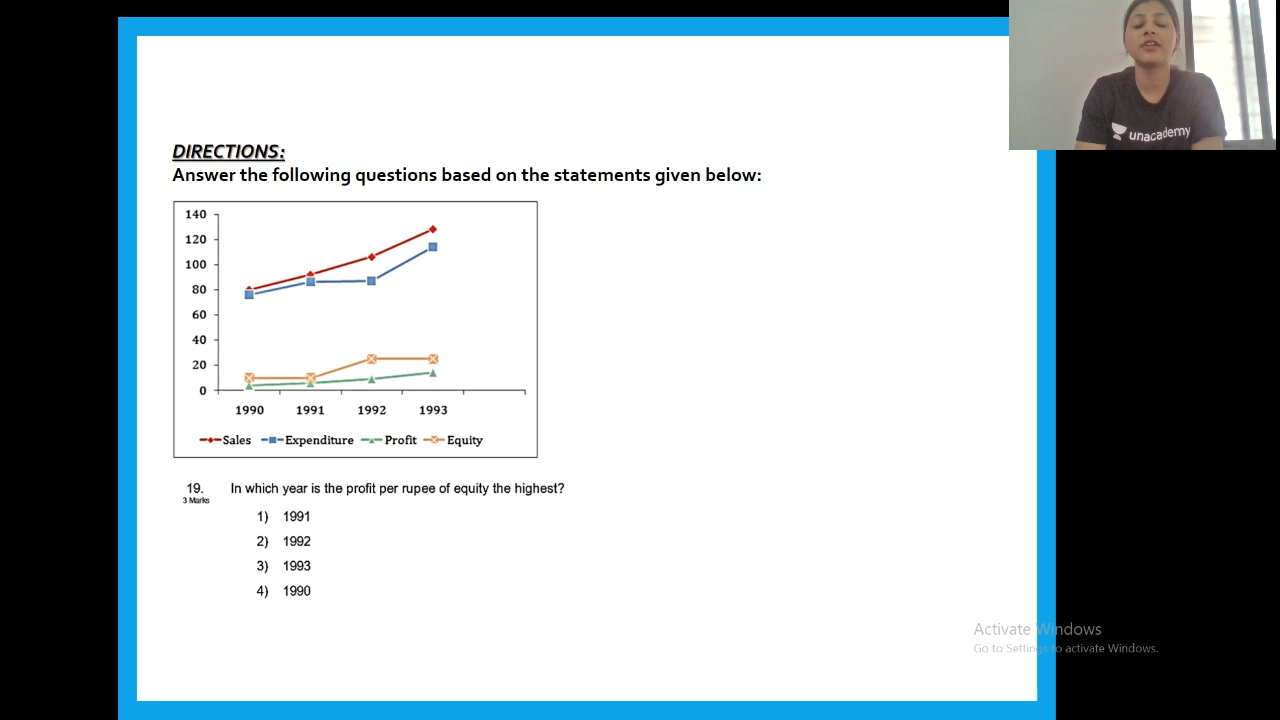 unacademy
DIRECTIONS:
Answer the following questions based on the statements given below:
140
120
100
80
60
40
20
0
1990 1991 1992 1993
Sales Expenditure Profit Equity
19. In which year is the profit per rupee of equity the highest?
3 Marks
1) 1991
2) 1992
3) 1993
4) 1990
Activate Windows
Go to Settings to activate Windows.